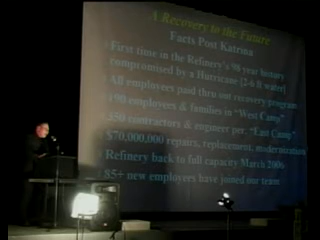 A Recovery to the Future
Facts Post Katrina
First time in the Refinery's 98 year history
compromised by a Hurricane [2-6 ft water]
All employees paid thru out recovery program
190 employees & families in "West Camp"
350 contractors & engineer per. "East Camp"
$70,000,000 repairs, replacement, modernization
Refinery back to full capacity March 2006
85+ new employees have joined our team